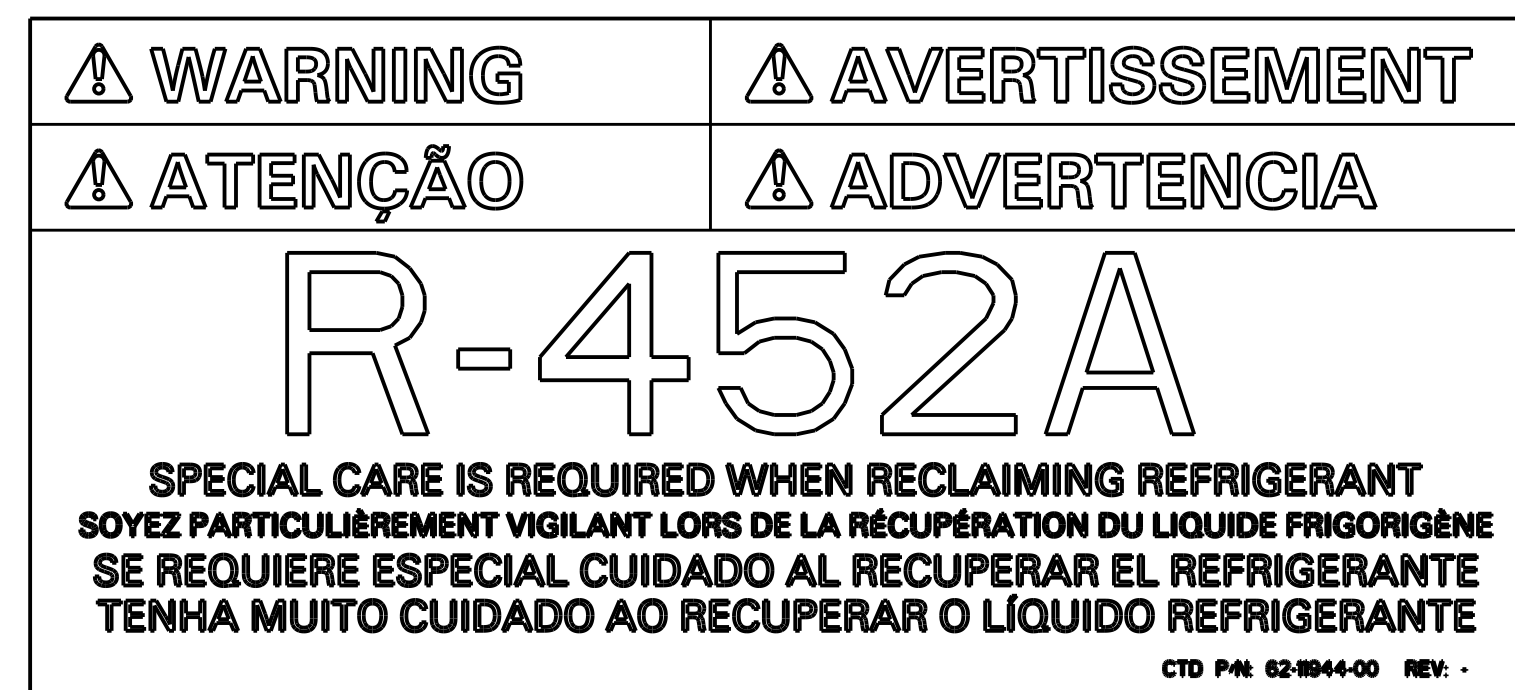 ⚠ WARNING
⚠ AVERTISSEMENT
⚠ ATENÇÃO
⚠ ADVERTENCIA
R-452A
SPECIAL CARE IS REQUIRED WHEN RECLAIMING REFRIGERANT
SOYEZ PARTICULIÈREMENT VIGILANT LORS DE LA RÉCUPÉRATION DU LIQUIDE FRIGORIGÈNE
SE REQUIERE ESPECIAL CUIDADO AL RECUPERAR EL REFRIGERANTE
TENHA MUITO CUIDADO AO RECUPERAR O LÍQUIDO REFRIGERANTE
CTD P/N: 62-11944-00 REV: -